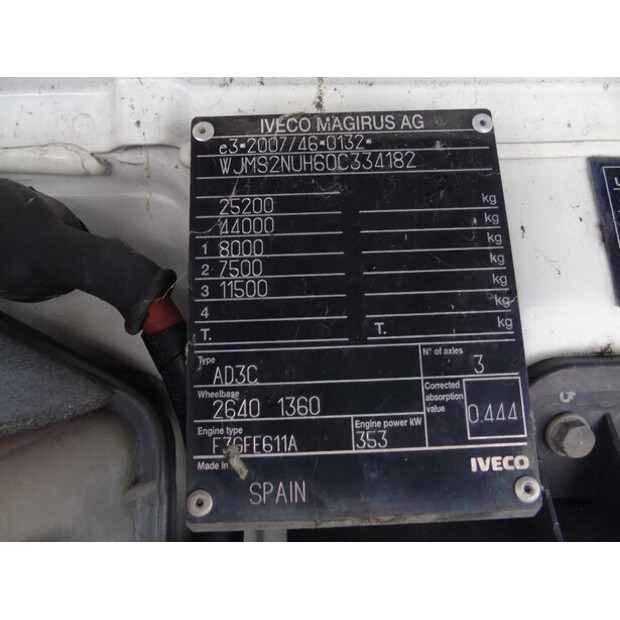 IVECO MAGIRUS AG
e3*2007/46*0132*
WJMS2NUH60C334182
25200 kg
44000 kg
1 8000 kg
2 7500 kg
3 11500 kg
4 kg
T. T. kg
Type AD3C N° of axles 3
Wheelbase 2640 1360 Corrected absorption value 0.444
Engine type F3GFE611A Engine power kW 353
Made in SPAIN IVECO